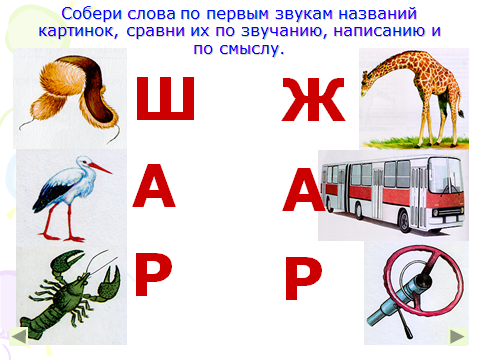 Собери слова по первым звукам названий
картинок, сравни их по звучанию, написанию и
по смыслу.
Ш
А
Р
Ж
А
Р